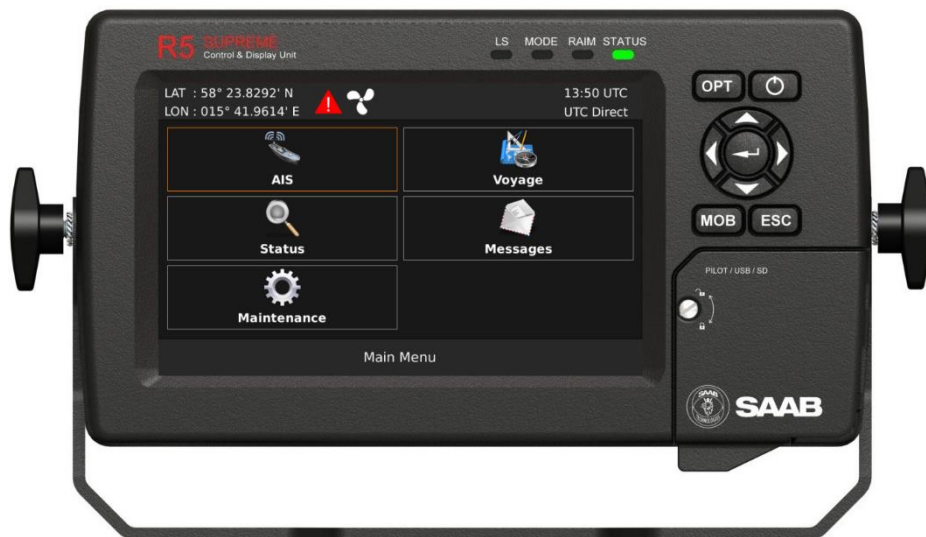 R5 SUPREME
Control & Display Unit
LS MODE RAIM STATUS
LAT : 58° 23.8292' N
LON : 015° 41.9614' E
13:50 UTC
UTC Direct
AIS
Voyage
Status
Messages
Maintenance
Main Menu
OPT
MOB
ESC
PILOT / USB / SD
SAAB
SAAB